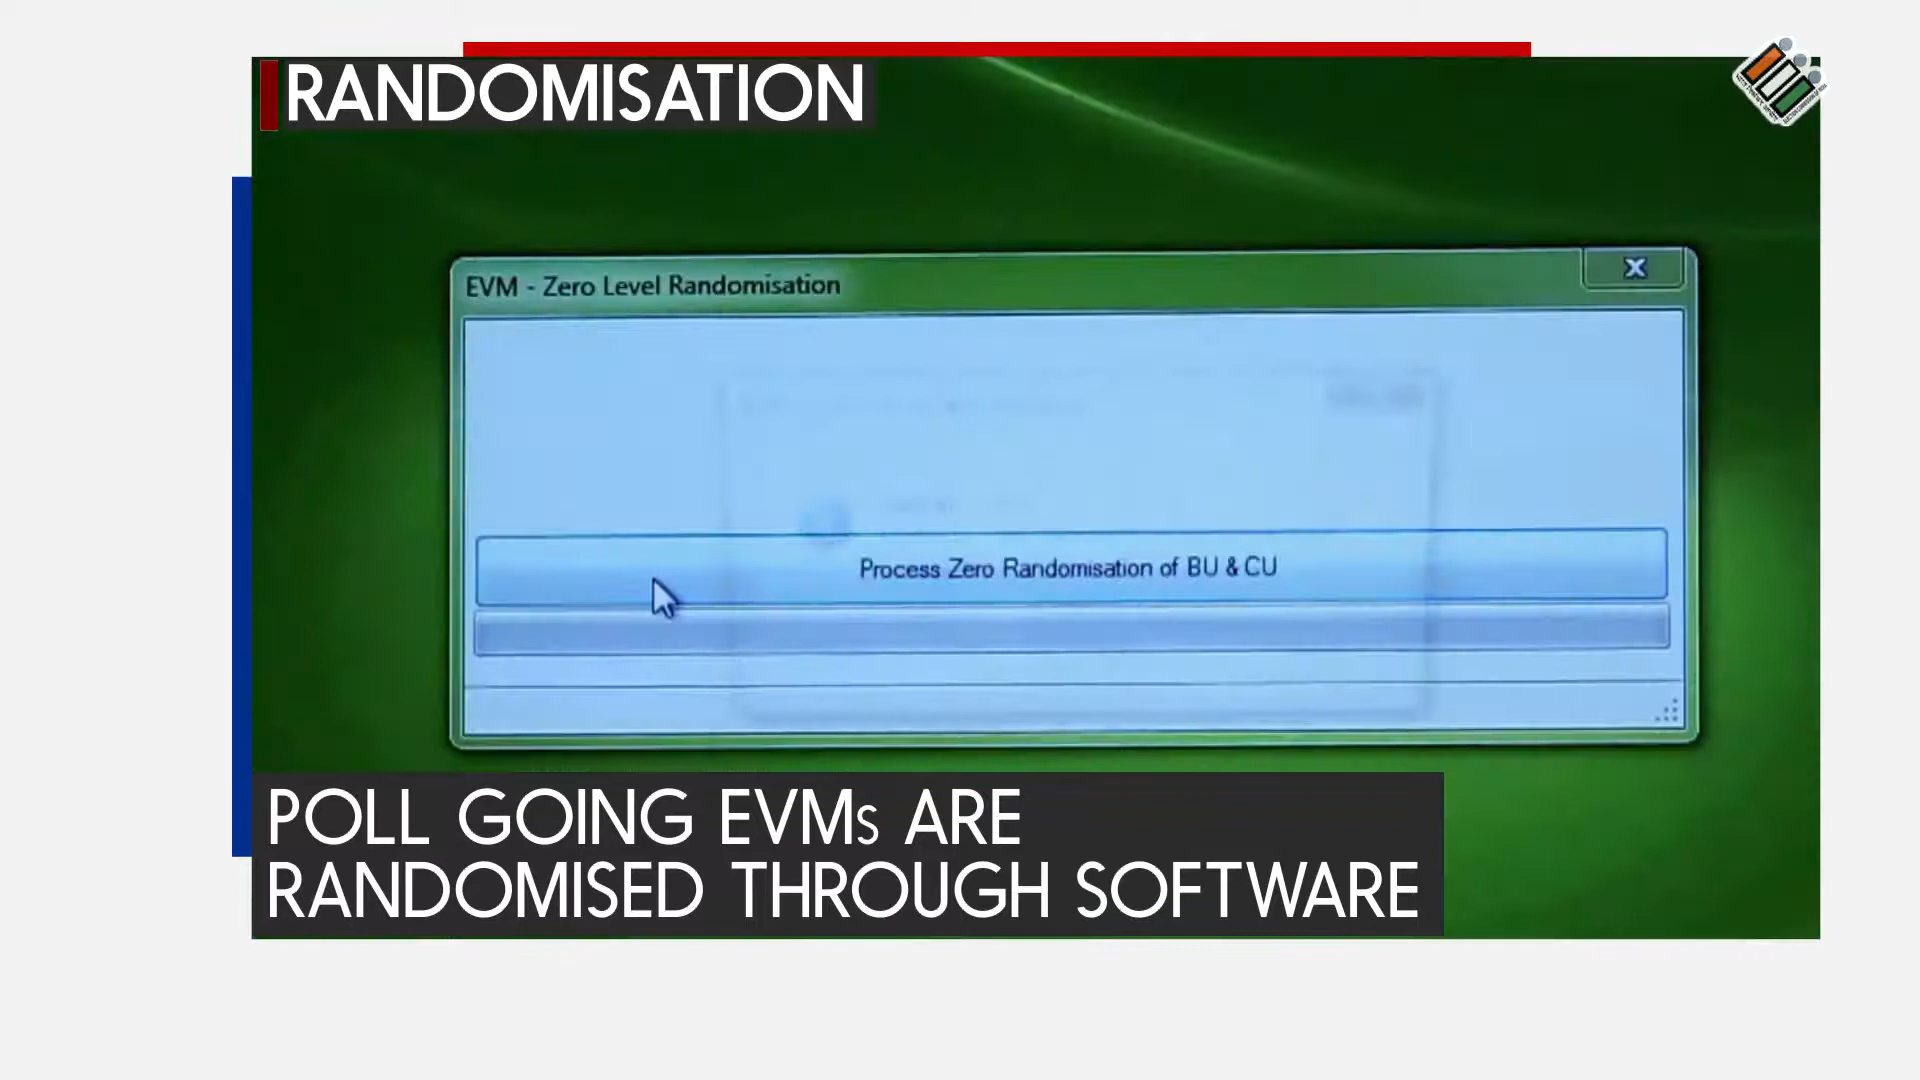 RANDOMISATION
EVM - Zero Level Randomisation
Process Zero Randomisation of BU & CU
POLL GOING EVMs ARE
RANDOMISED THROUGH SOFTWARE